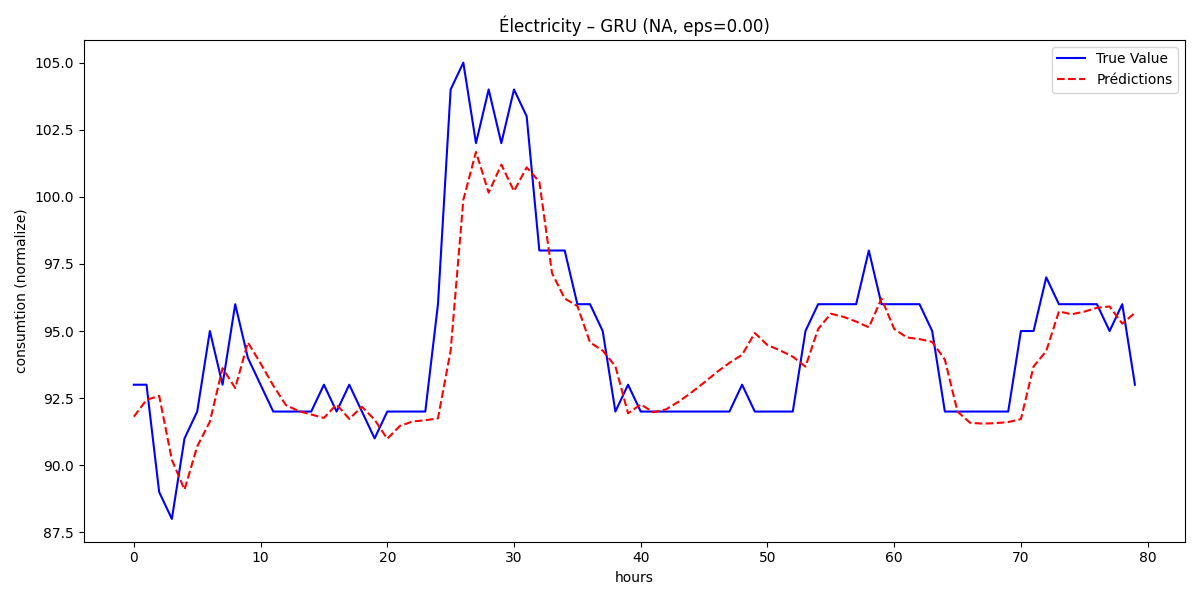 Électricity – GRU (NA, eps=0.00)
True Value
Prédictions
consumtion (normalize)
105.0
102.5
100.0
97.5
95.0
92.5
90.0
87.5
0 10 20 30 40 50 60 70 80
hours